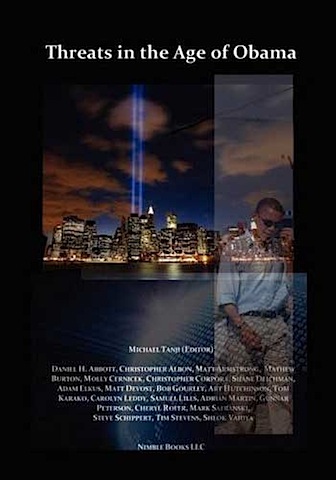 Threats in the Age of Obama
Michael Tanji (Editor)
Daniel H. Abbott, Christopher Albon, Matt Armstrong, Mathew
Burton, Molly Cernicek, Christopher Corpora, Shane Deichman,
Adam Elkus, Matt Devost, Bob Gourley, Art Hutchinson, Tom
Karako, Carolyn Leddy, Samuel Liles, Adrian Martin, Gunnar
Peterson, Cheryl Rofer, Mark Safranski,
Steve Schippert, Tim Stevens, Shlok Vaidya
Nimble Books LLC